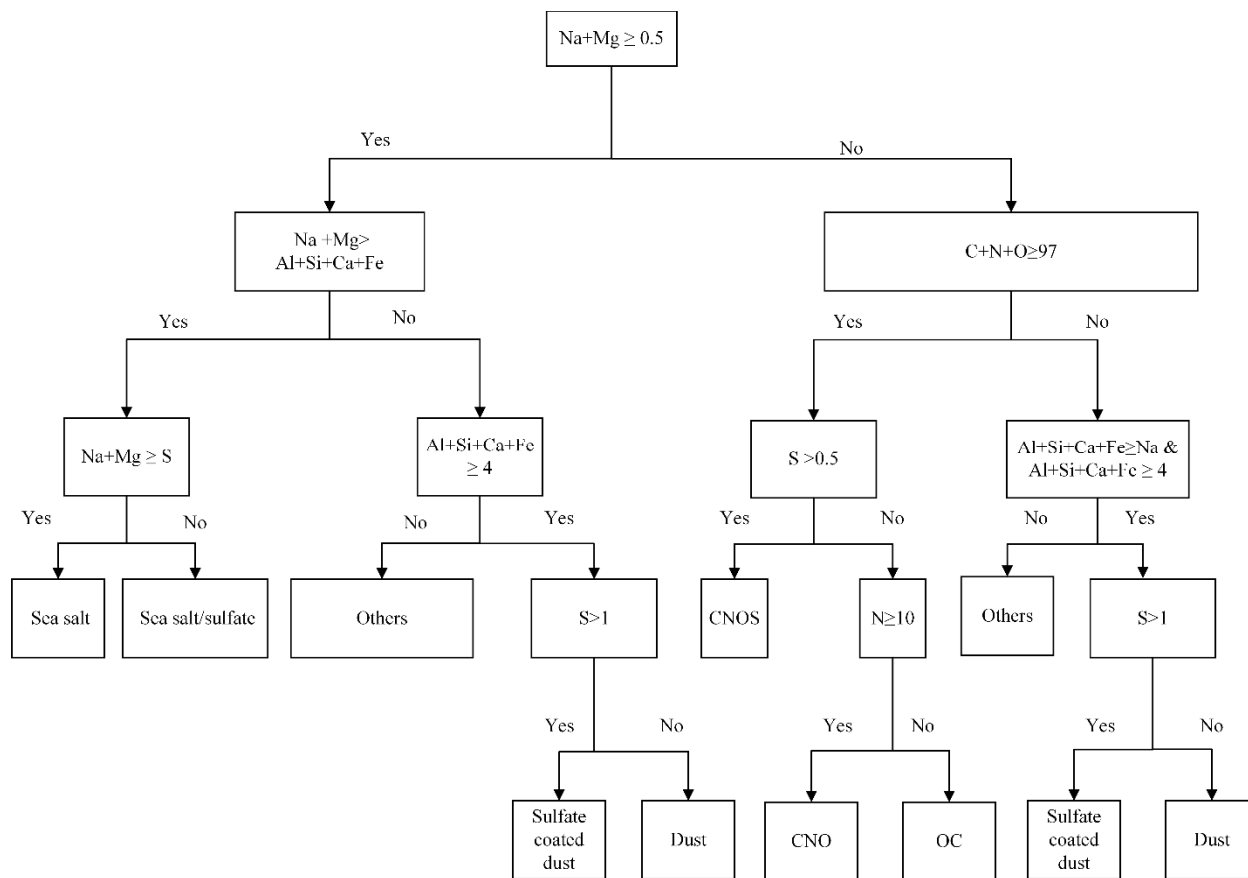 Na+Mg ≥ 0.5
Yes
No
Na +Mg>
Al+Si+Ca+Fe
C+N+O≥97
Yes
No
Yes
No
Na+Mg ≥ S
Al+Si+Ca+Fe
≥ 4
S >0.5
Al+Si+Ca+Fe≥Na &
Al+Si+Ca+Fe ≥ 4
Yes
No
No
Yes
Yes
No
No
Yes
Sea salt
Sea salt/sulfate
Others
S>1
CNOS
N≥10
Others
S>1
Yes
No
Yes
No
Yes
No
Sulfate
coated
dust
Dust
CNO
OC
Sulfate
coated
dust
Dust